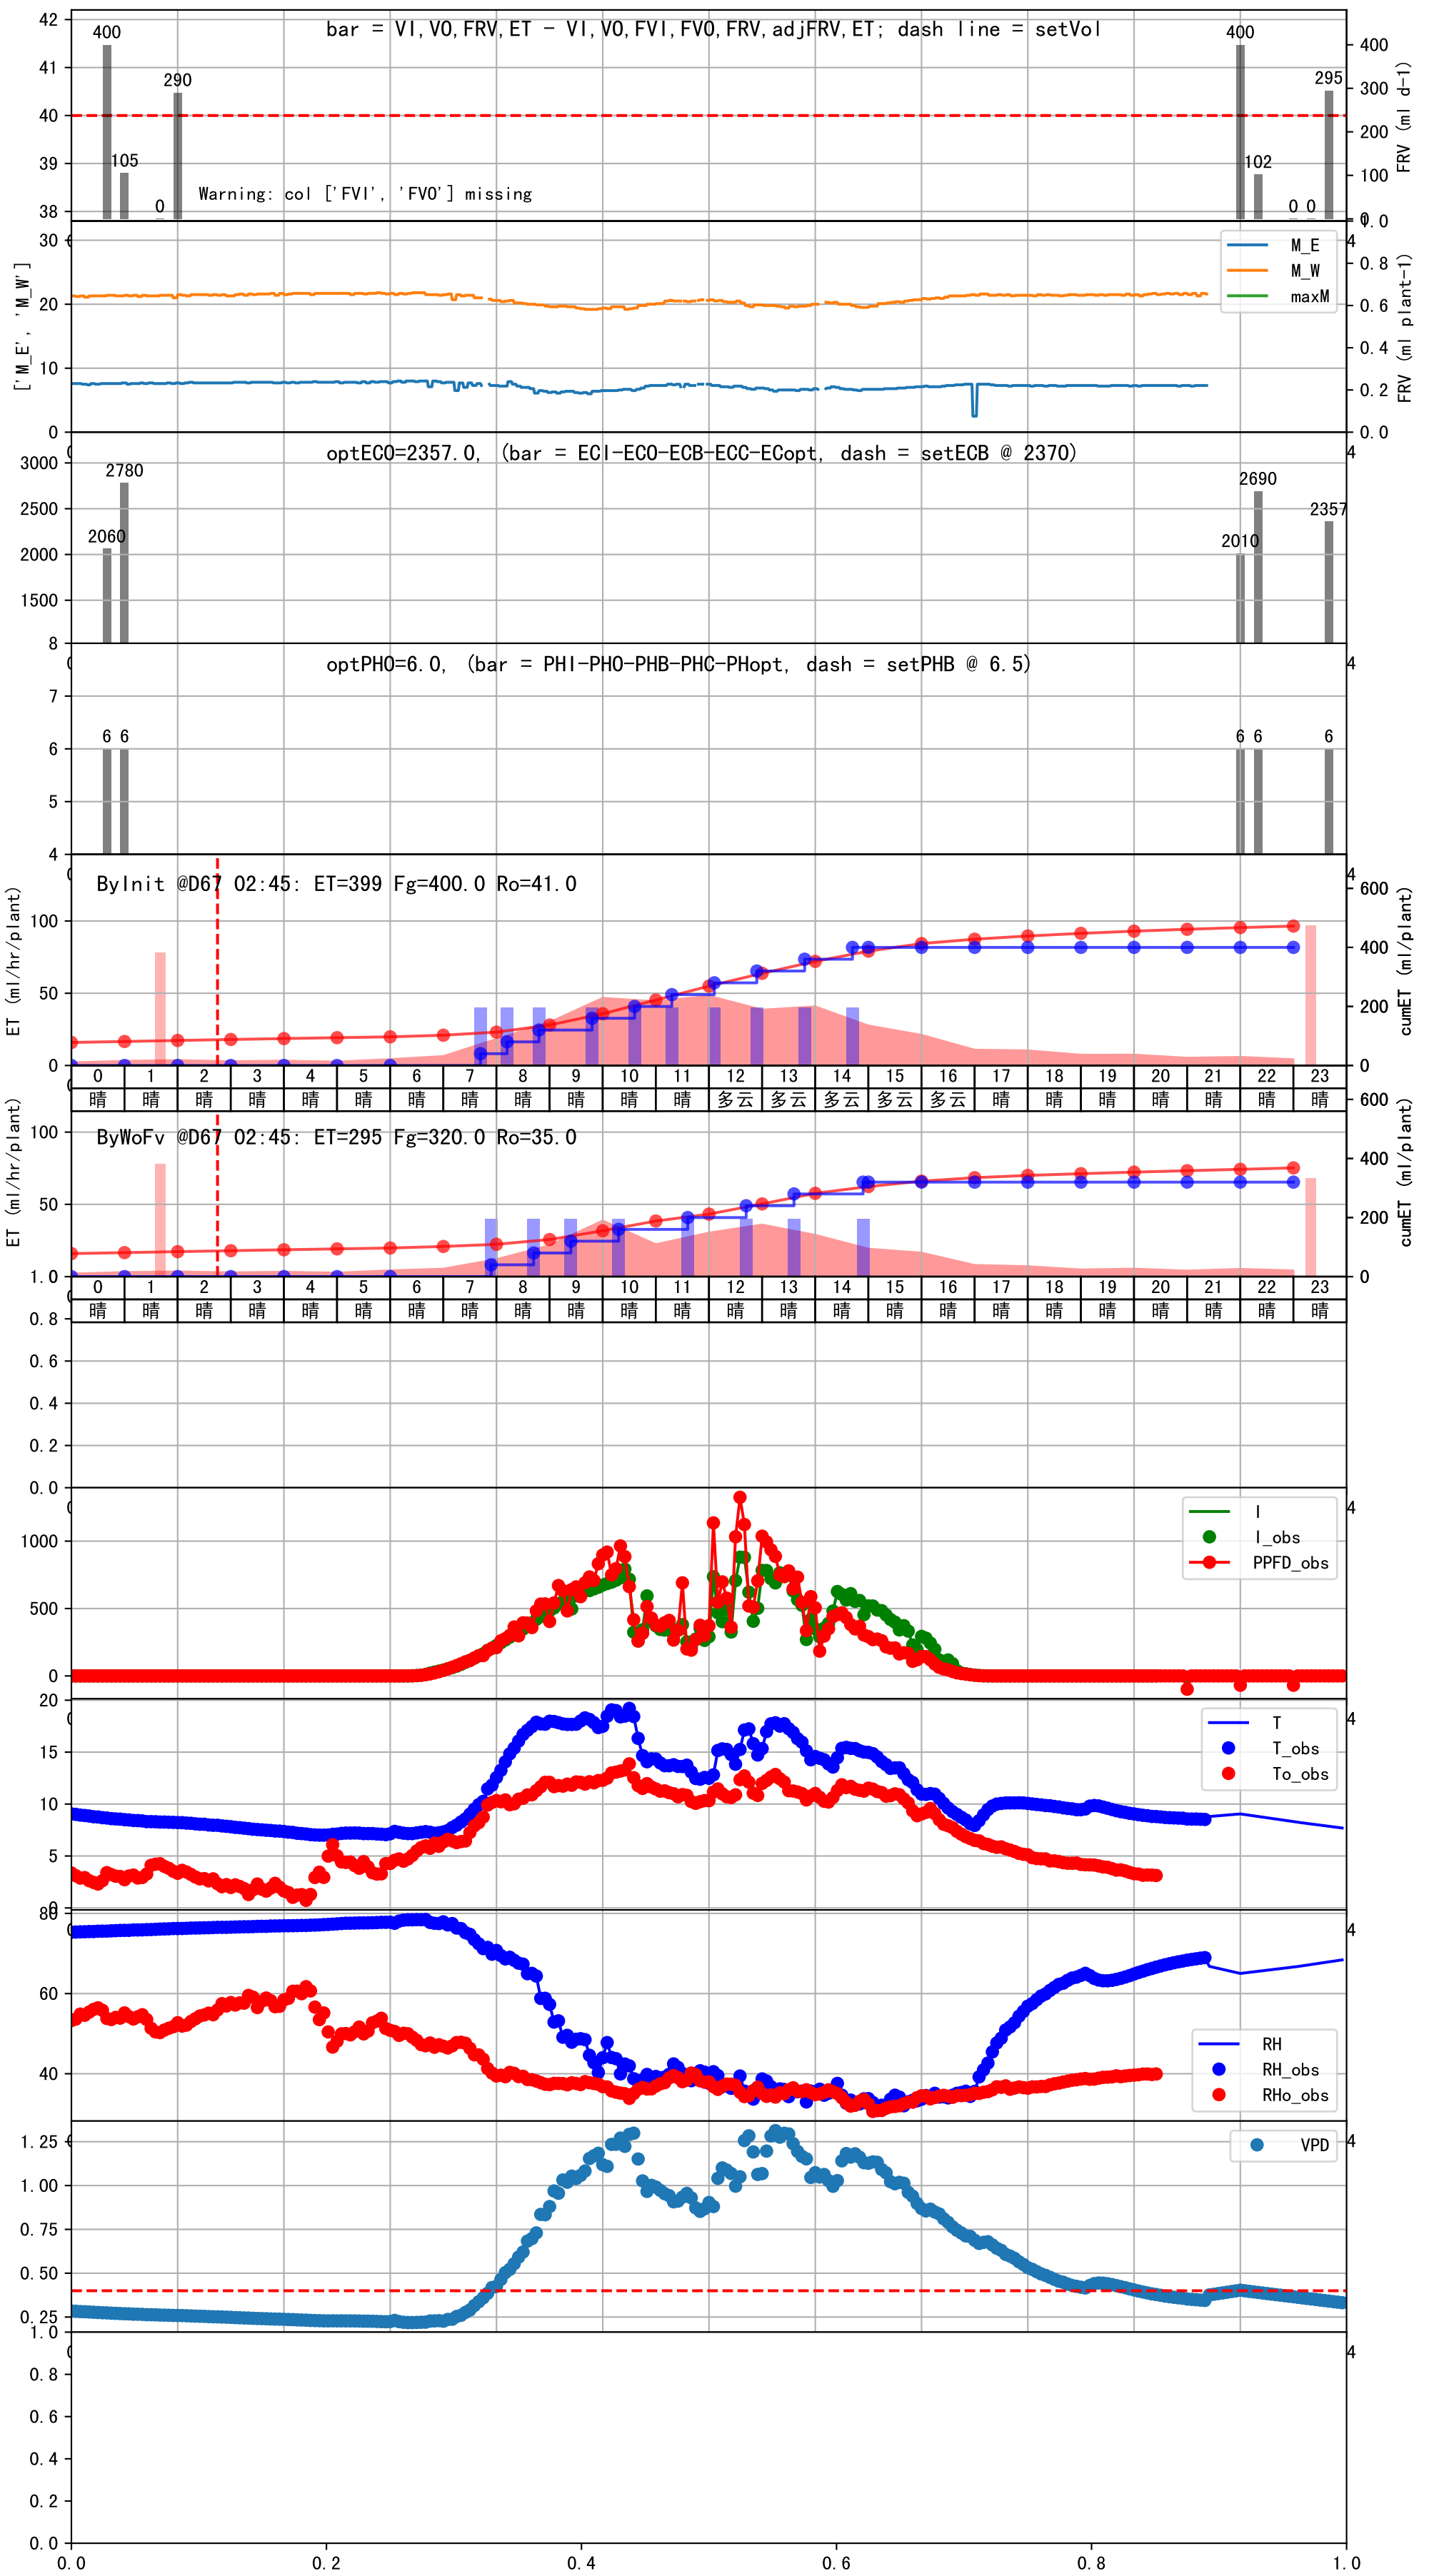 bar = VI,VO,FRV,ET - VI,VO,FVI,FVO,FRV,adjFRV,ET; dash line = setVol
42
41
40
39
38
400
105
0
290
Warning: col ['FVI', 'FVO'] missing
400
102
0 0
295
400
300
200
100
0
FRV (ml d-1)
['M_E', 'M_W']
30
20
10
0
M_E
M_W
maxM
1.0
0.8
0.6
0.4
0.2
0.0
FRV (ml plant-1)
optECO=2357.0, (bar = ECI-ECO-ECB-ECC-ECopt, dash = setECB @ 2370)
3000
2500
2000
1500
2060
2780
2010
2690
2357
optPHO=6.0, (bar = PHI-PHO-PHB-PHC-PHopt, dash = setPHB @ 6.5)
8
7
6
5
4
6 6
6 6
6
ByInit @D67 02:45: ET=399 Fg=400.0 Ro=41.0
ET (ml/hr/plant)
100
50
0
600
400
200
0
cumET (ml/plant)
0 1 2 3 4 5 6 7 8 9 10 11 12 13 14 15 16 17 18 19 20 21 22 23
晴 晴 晴 晴 晴 晴 晴 晴 晴 晴 晴 晴 多云 多云 多云 多云 多云 晴 晴 晴 晴 晴 晴 晴
ByWoFv @D67 02:45: ET=295 Fg=320.0 Ro=35.0
ET (ml/hr/plant)
100
50
600
400
200
0
cumET (ml/plant)
0 1 2 3 4 5 6 7 8 9 10 11 12 13 14 15 16 17 18 19 20 21 22 23
晴 晴 晴 晴 晴 晴 晴 晴 晴 晴 晴 晴 晴 晴 晴 晴 晴 晴 晴 晴 晴 晴 晴 晴
1.0
0.8
0.6
0.4
0.2
0.0
1000
500
0
I
I_obs
PPFD_obs
20
15
10
5
0
T
T_obs
To_obs
80
60
40
RH
RH_obs
RHo_obs
1.25
1.00
0.75
0.50
0.25
VPD
1.0
0.8
0.6
0.4
0.2
0.0
0.0 0.2 0.4 0.6 0.8 1.0